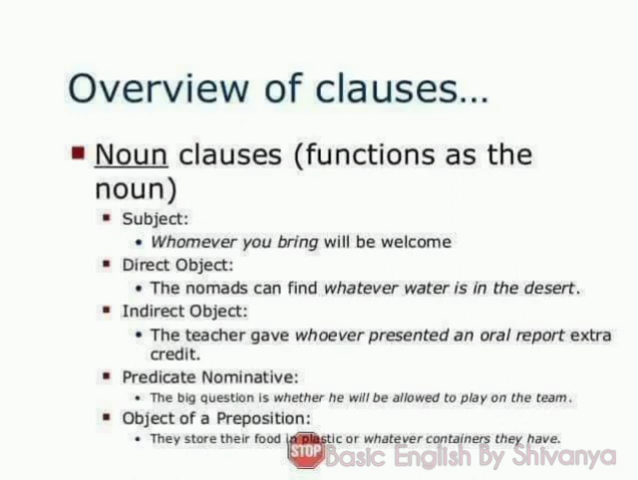 Overview of clauses...
Noun clauses (functions as the
noun)
Subject:
Whomever you bring will be welcome
Direct Object:
The nomads can find whatever water is in the desert.
Indirect Object:
The teacher gave whoever presented an oral report extra
credit.
Predicate Nominative:
The big question is whether he will be allowed to play on the team.
Object of a Preposition:
They store their food in plastic or whatever containers they have.
STOP
Basic English By Shivanya